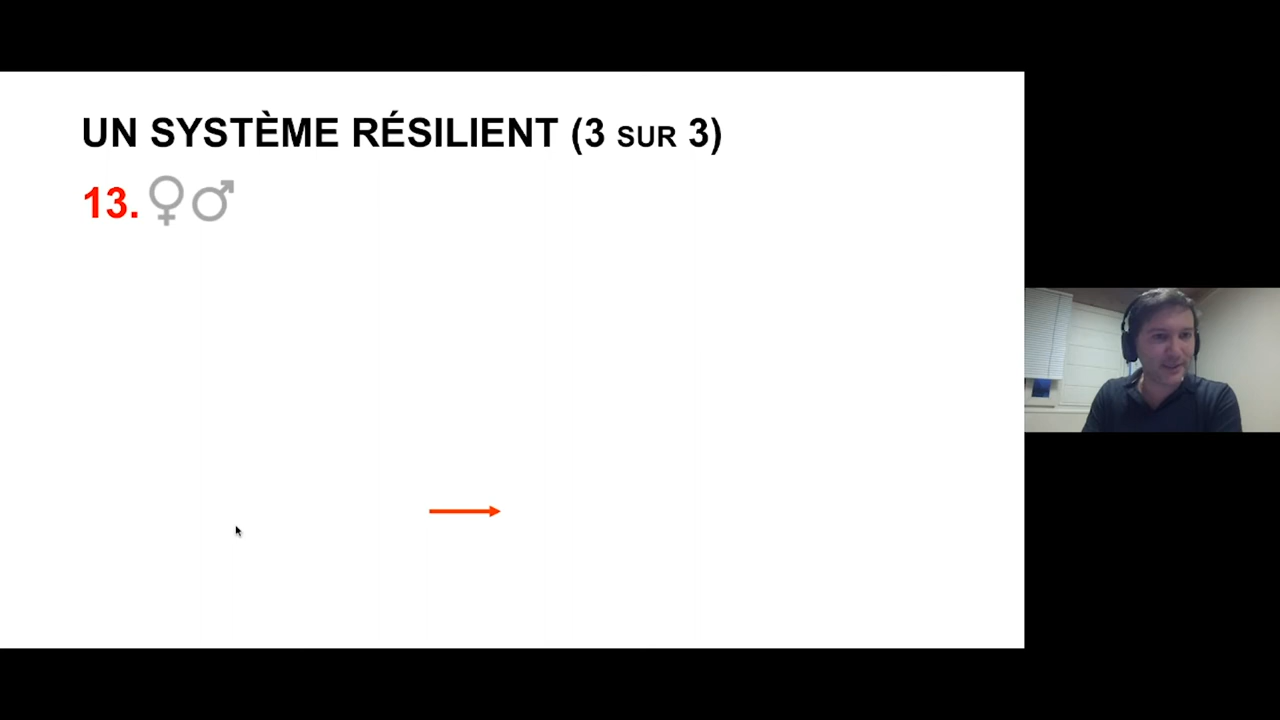 UN SYSTÈME RÉSILIENT (3 SUR 3)
13. ♀♂